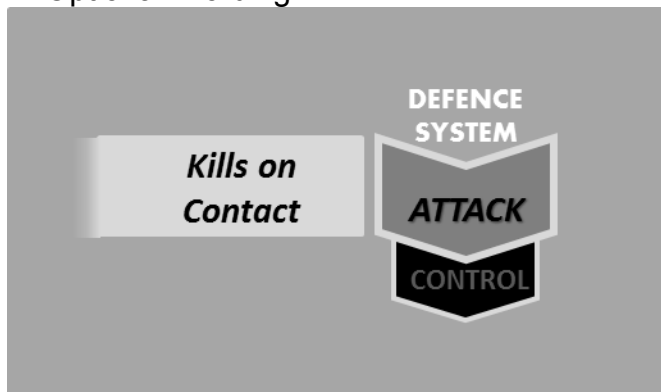 DEFENCE
SYSTEM
Kills on
Contact
ATTACK
CONTROL